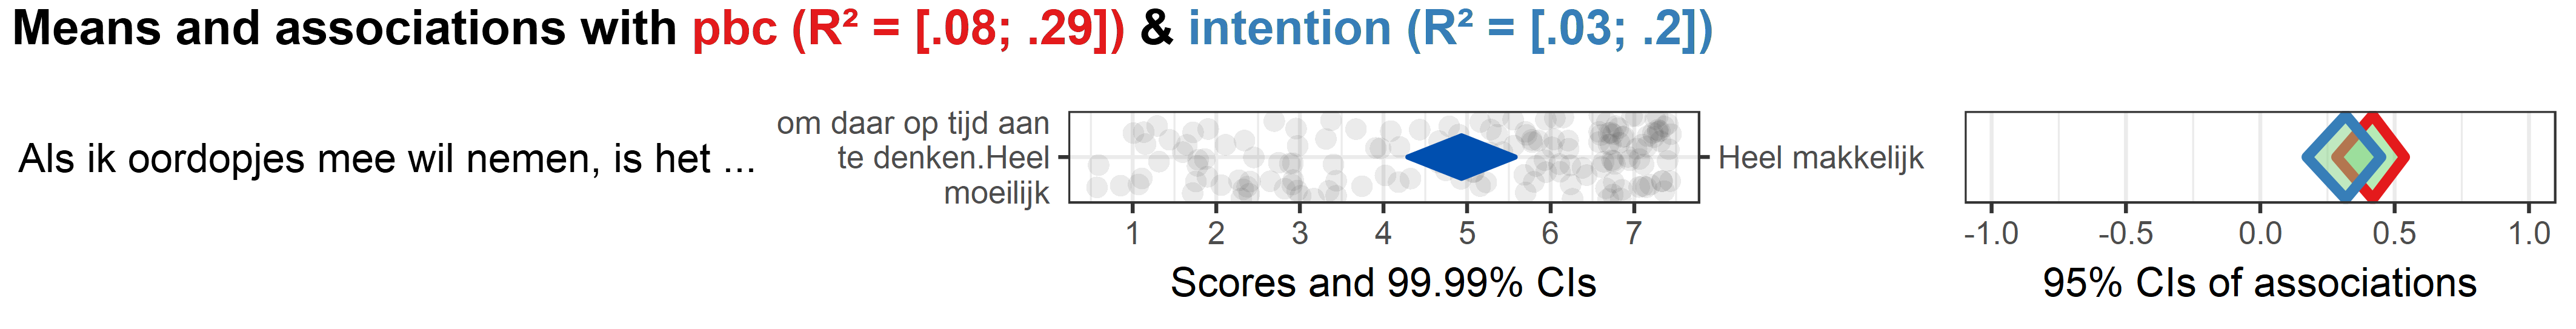 Means and associations with pbc (R² = [.08; .29]) & intention (R² = [.03; .2])
Als ik oordopjes mee wil nemen, is het ...
om daar op tijd aan
te denken.Heel
moeilijk
Heel makkelijk
1 2 3 4 5 6 7
Scores and 99.99% CIs
-1.0 -0.5 0.0 0.5 1.0
95% CIs of associations